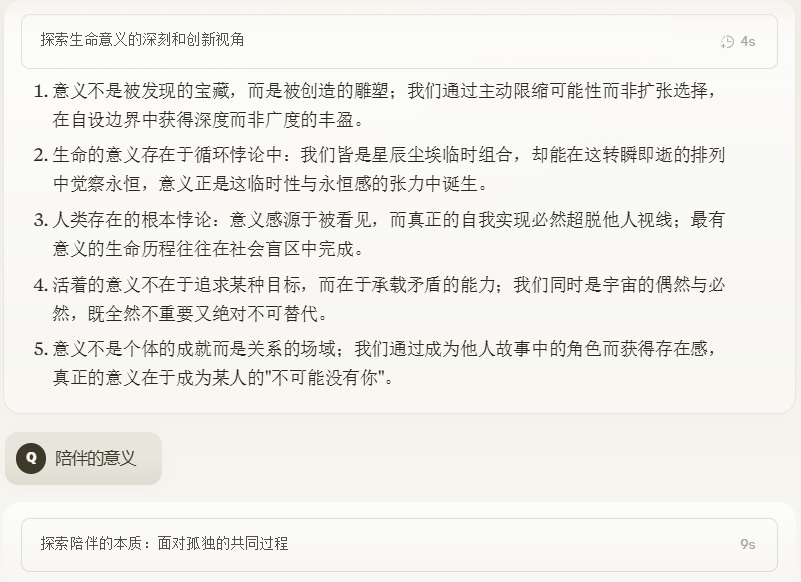 探索生命意义的深刻和创新视角
4s
1. 意义不是被发现的宝藏，而是被创造的雕塑；我们通过主动限缩可能性而非扩张选择，
在自设边界中获得深度而非广度的丰盈。
2. 生命的意义存在于循环悖论中：我们皆是星辰尘埃临时组合，却能在这转瞬即逝的排列
中觉察永恒，意义正是这临时性与永恒感的张力中诞生。
3. 人类存在的根本悖论：意义感源于被看见，而真正的自我实现必然超脱他人视线；最有
意义的生命历程往往在社会盲区中完成。
4. 活着的意义不在于追求某种目标，而在于承载矛盾的能力；我们同时是宇宙的偶然与必
然，既全然不重要又绝对不可替代。
5. 意义不是个体的成就而是关系的场域；我们通过成为他人故事中的角色而获得存在感，
真正的意义在于成为某人的"不可能没有你"。
Q 陪伴的意义
探索陪伴的本质：面对孤独的共同过程
9s